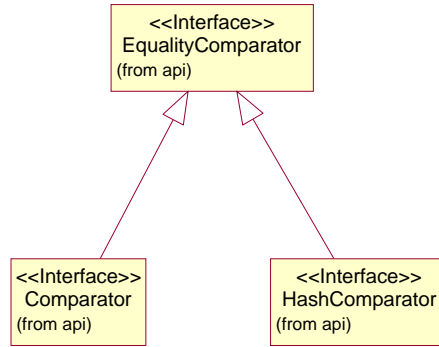 <<Interface>>
EqualityComparator
(from api)
<<Interface>>
Comparator
(from api)
<<Interface>>
HashComparator
(from api)